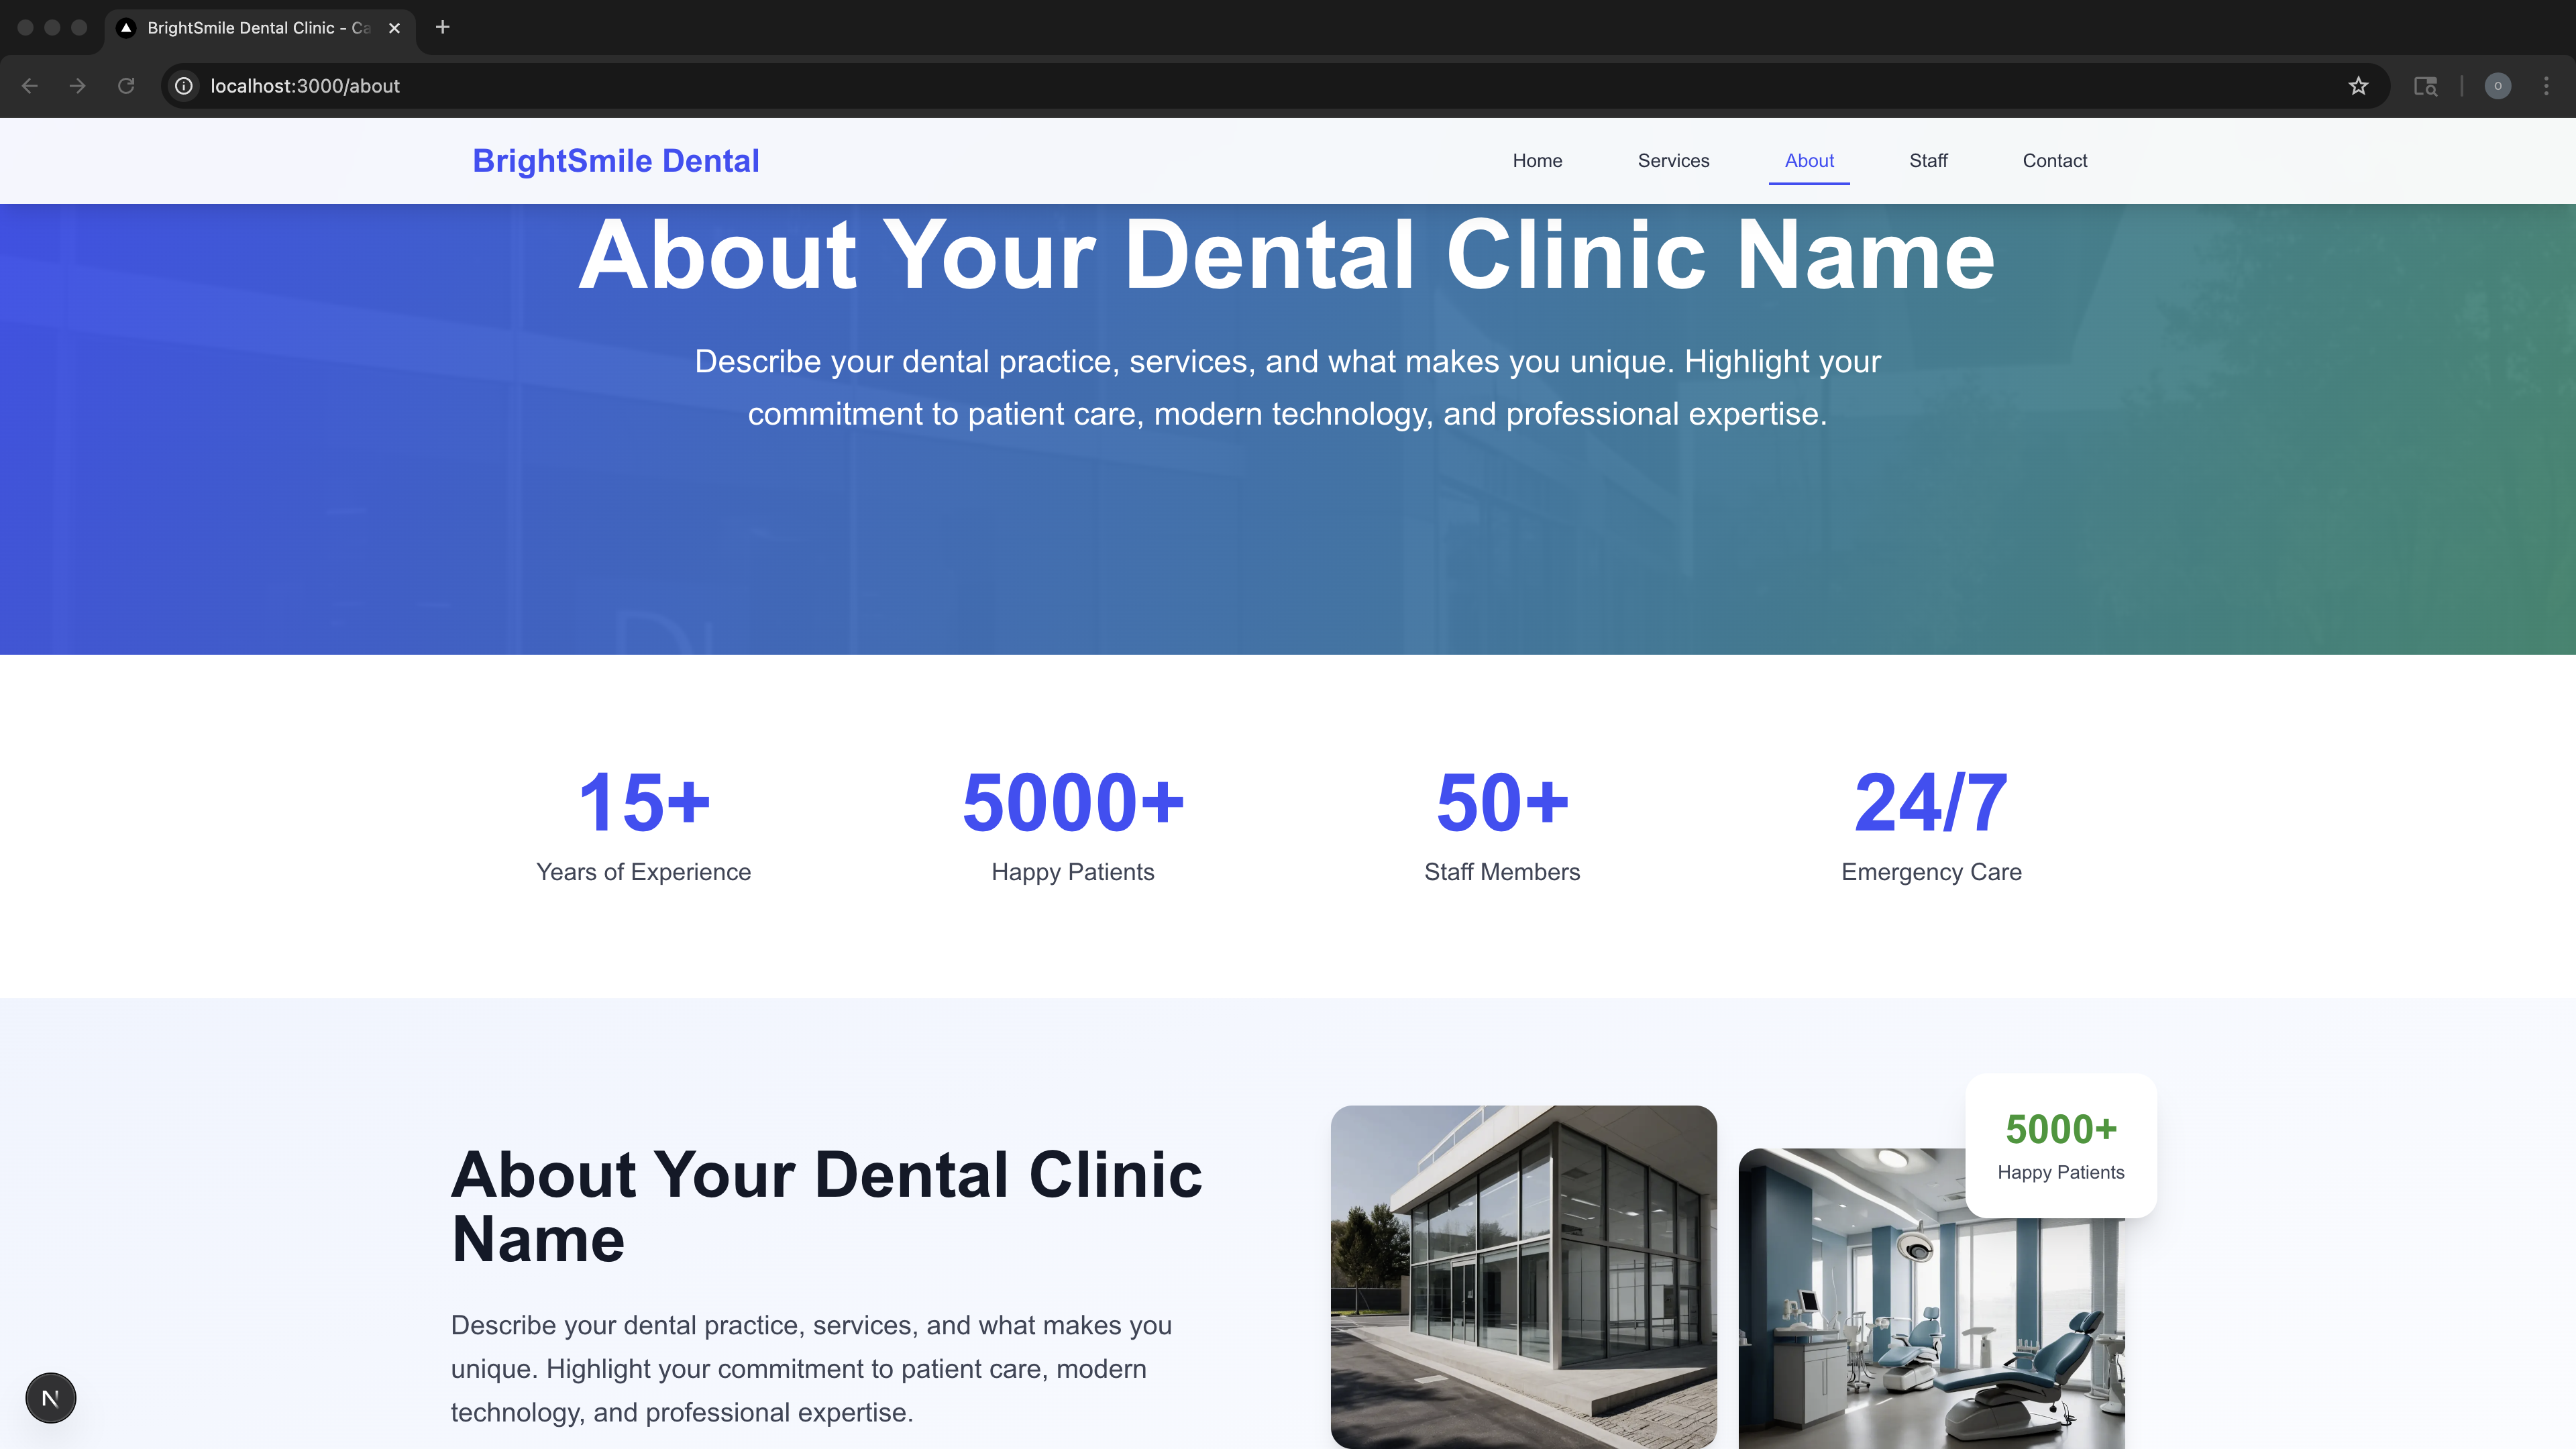 BrightSmile Dental Clinic - Ca
localhost:3000/about
BrightSmile Dental
Home
Services
About
Staff
Contact
About Your Dental Clinic Name
Describe your dental practice, services, and what makes you unique. Highlight your
commitment to patient care, modern technology, and professional expertise.
15+
Years of Experience
5000+
Happy Patients
50+
Staff Members
24/7
Emergency Care
About Your Dental Clinic
Name
Describe your dental practice, services, and what makes you
unique. Highlight your commitment to patient care, modern
technology, and professional expertise.
5000+
Happy Patients
N